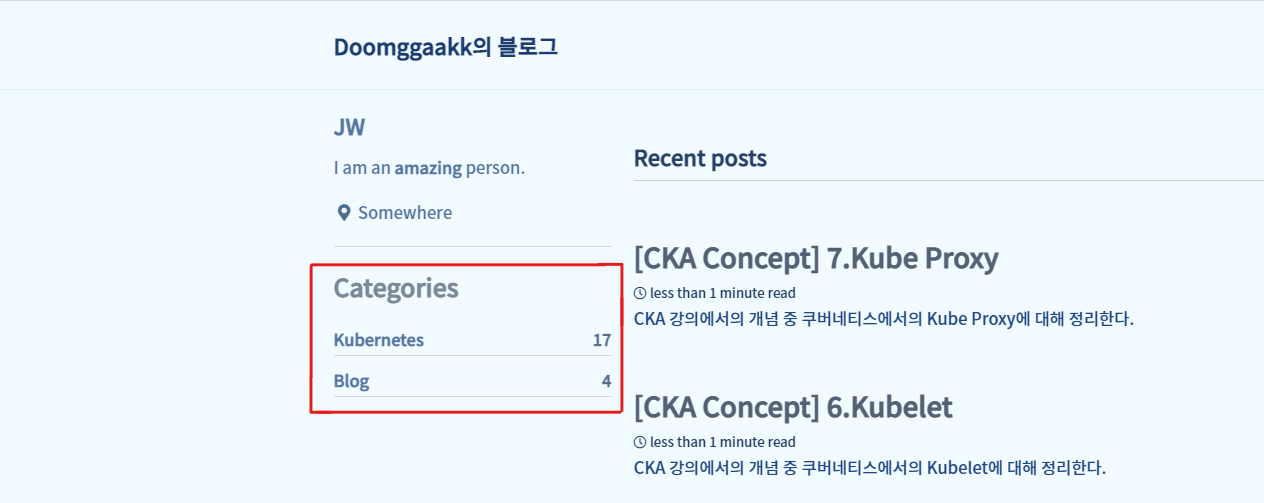 Doomggaakk의 블로그
JW
I am an amazing person.
Somewhere
Categories
Kubernetes 17
Blog 4
Recent posts
[CKA Concept] 7.Kube Proxy
less than 1 minute read
CKA 강의에서의 개념 중 쿠버네티스에서의 Kube Proxy에 대해 정리한다.
[CKA Concept] 6.Kubelet
less than 1 minute read
CKA 강의에서의 개념 중 쿠버네티스에서의 Kubelet에 대해 정리한다.